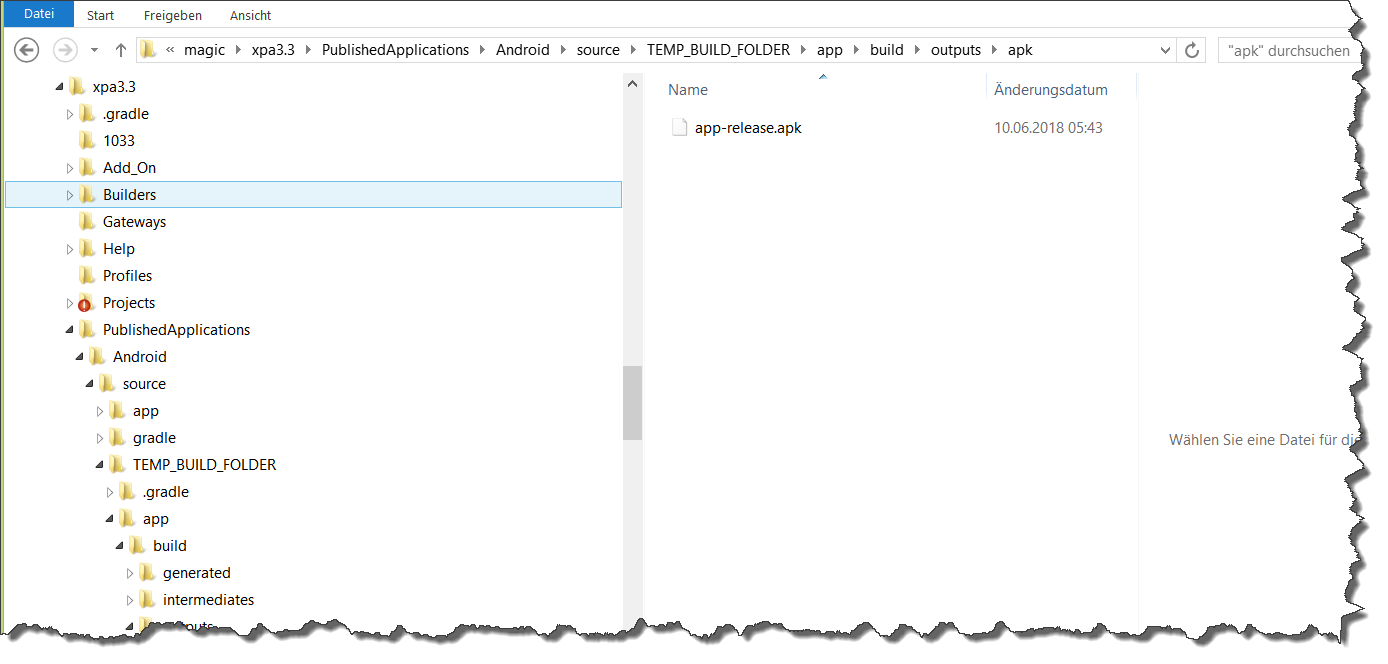 Datei Start Freigeben Ansicht
« magic xpa3.3 PublishedApplications Android source TEMP_BUILD_FOLDER app build outputs apk "apk" durchsuchen
xpa3.3
.gradle
1033
Add_On
Builders
Gateways
Help
Profiles
Projects
PublishedApplications
Android
source
app
gradle
TEMP_BUILD_FOLDER
.gradle
app
build
generated
intermediates
Name Änderungsdatum
app-release.apk 10.06.2018 05:43
Wählen Sie eine Datei für die